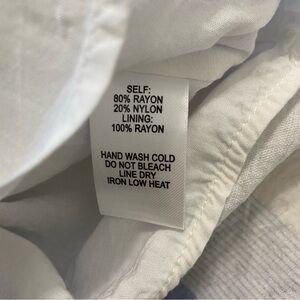 SELF:
80% RAYON
20% NYLON
LINING:
100% RAYON
HAND WASH COLD
DO NOT BLEACH
LINE DRY
IRON LOW HEAT